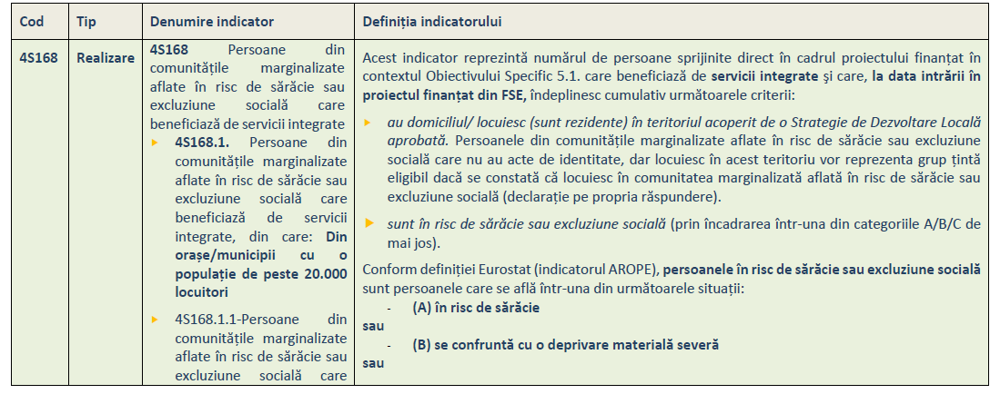 Cod Tip Denumire indicator Definiția indicatorului
4S168 Realizare
4S168 Persoane din
comunitățile marginalizate
aflate în risc de sărăcie sau
excluziune socială care
beneficiază de servicii integrate
4S168.1. Persoane din
comunitățile marginalizate
aflate în risc de sărăcie sau
excluziune socială care
beneficiază de servicii
integrate, din care: Din
orașe/municipii cu o
populație de peste 20.000
locuitori
4S168.1.1-Persoane din
comunitățile marginalizate
aflate în risc de sărăcie sau
excluziune socială care
Acest indicator reprezintă numărul de persoane sprijinite direct în cadrul proiectului finanțat în
contextul Obiectivului Specific 5.1. care beneficiază de servicii integrate şi care, la data intrării în
proiectul finanțat din FSE, îndeplinesc cumulativ următoarele criterii:
au domiciliul/ locuiesc (sunt rezidente) în teritoriul acoperit de o Strategie de Dezvoltare Locală
aprobată. Persoanele din comunitățile marginalizate aflate în risc de sărăcie sau excluziune
socială care nu au acte de identitate, dar locuiesc în acest teritoriu vor reprezenta grup țintă
eligibil dacă se constată că locuiesc în comunitatea marginalizată aflată în risc de sărăcie sau
excluziune socială (declarație pe propria răspundere).
sunt în risc de sărăcie sau excluziune socială (prin încadrarea într-una din categoriile A/B/C de
mai jos).
Conform definiției Eurostat (indicatorul AROPE), persoanele în risc de sărăcie sau excluziune socială
sunt persoanele care se află într-una din următoarele situații:
- (A) în risc de sărăcie
sau
- (B) se confruntă cu o deprivare materială severă
sau